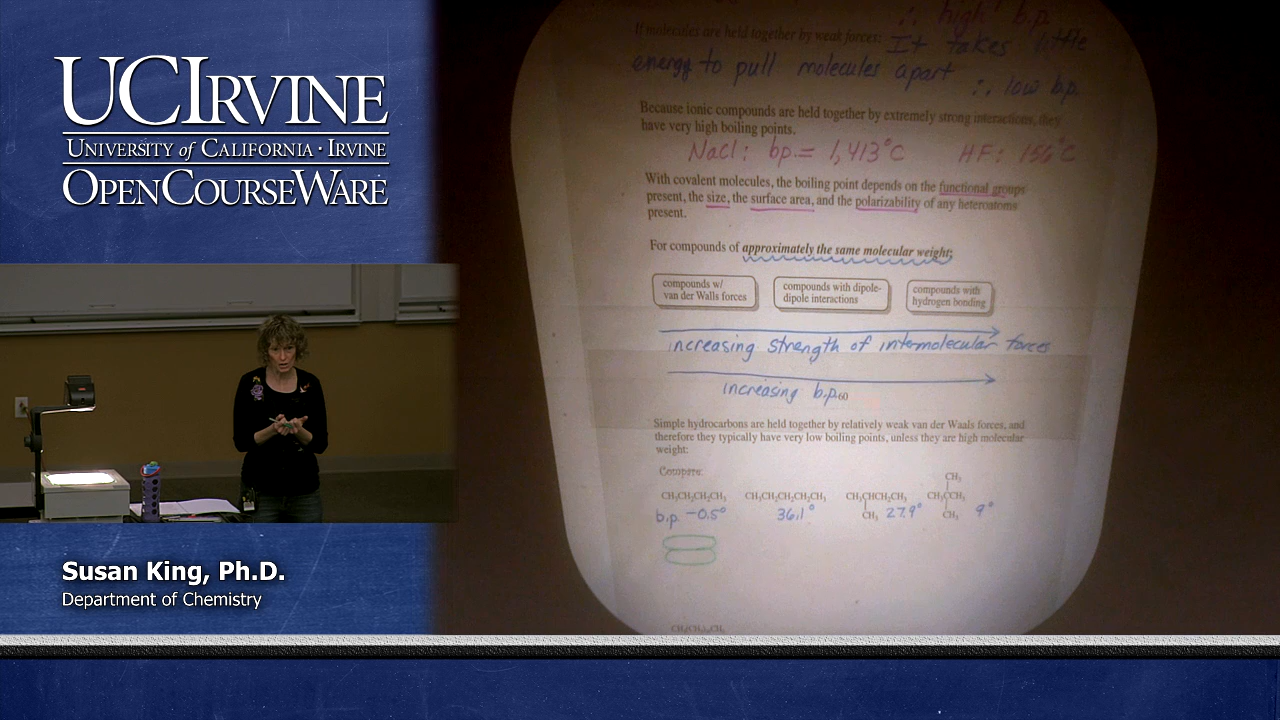 UCIRVINE
UNIVERSITY of CALIFORNIA · IRVINE
OPENCOURSEWARE
Susan King, Ph.D.
Department of Chemistry
∴ high b.p.
If molecules are held together by weak forces: It takes little
energy to pull molecules apart
∴ low b.p.
Because ionic compounds are held together by extremely strong interactions, they
have very high boiling points.
NaCl: bp.= 1,413°C HF: 156°C
With covalent molecules, the boiling point depends on the functional groups
present, the size, the surface area, and the polarizability of any heteroatoms
present.
For compounds of approximately the same molecular weight;
compounds w/
van der Walls forces
compounds with dipole-
dipole interactions
compounds with
hydrogen bonding
increasing strength of intermolecular forces
increasing b.p.
60
Simple hydrocarbons are held together by relatively weak van der Waals forces, and
therefore they typically have very low boiling points, unless they are high molecular
weight:
Compare:
CH₃
CH₃CH₂CH₂CH₃ CH₃CH₂CH₂CH₂CH₃ CH₃CHCH₂CH₃ CH₃CCH₃
b.p. -0.5° 36.1° CH₃ 27.9° CH₃ 9°